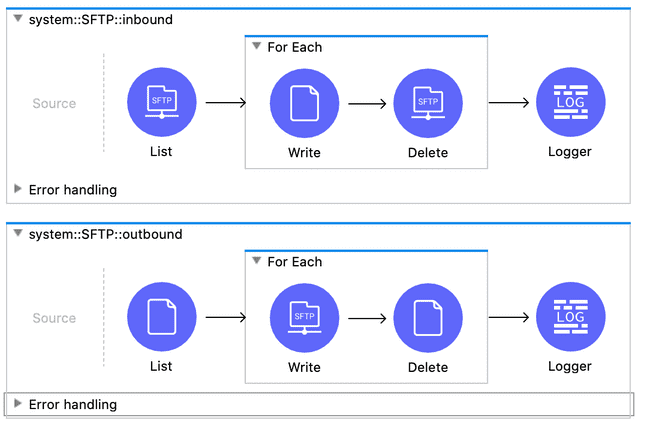 system::SFTP::inbound
For Each
Source
SFTP
SFTP
LOG
List
Write
Delete
Logger
Error handling
system::SFTP::outbound
For Each
Source
SFTP
LOG
List
Write
Delete
Logger
Error handling